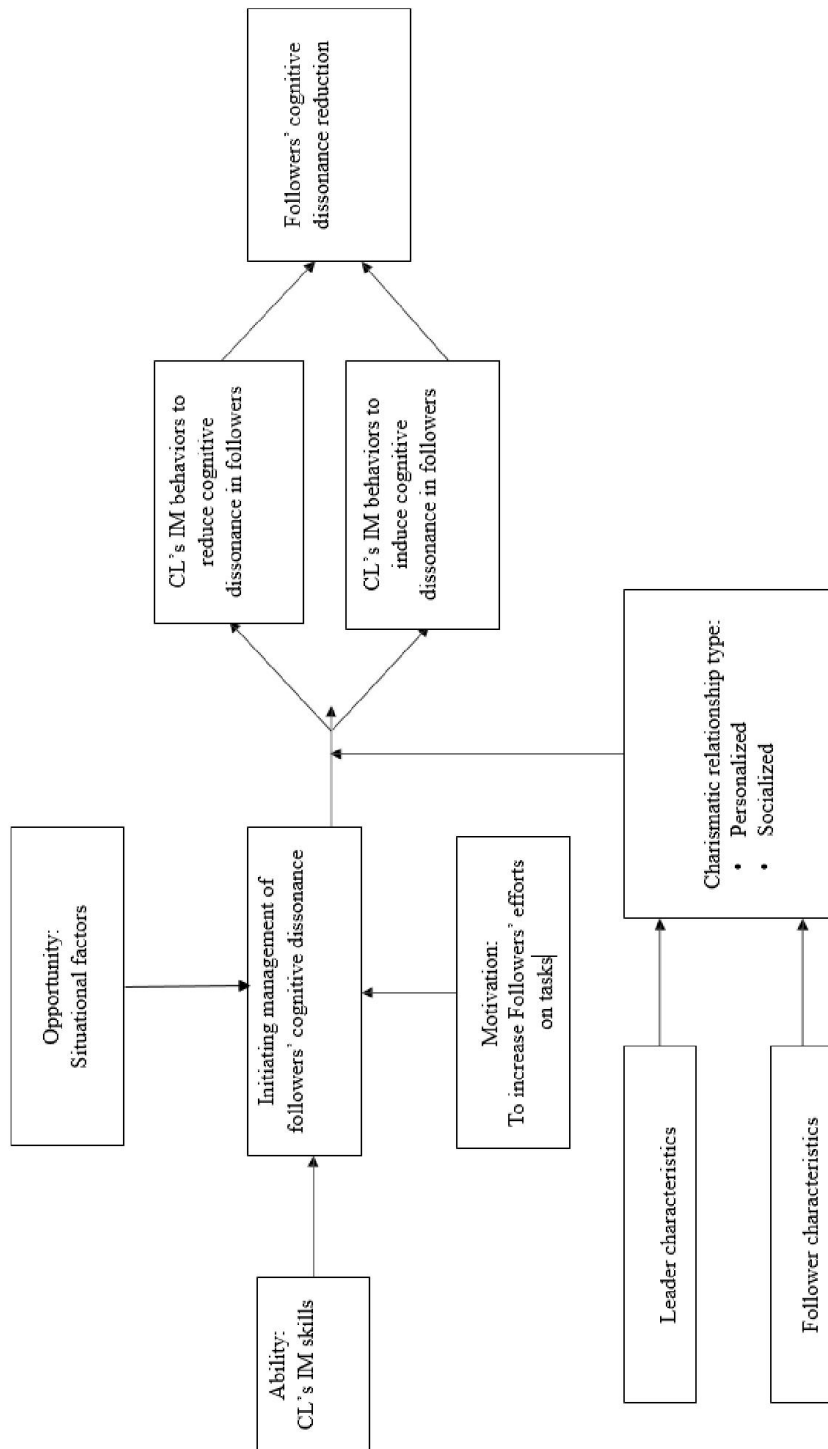 Opportunity:
Situational factors
Ability:
CL's IM skills
Initiating management of
followers' cognitive dissonance
Motivation:
To increase Followers' efforts
on tasks
CL's IM behaviors to
reduce cognitive
dissonance in followers
CL's IM behaviors to
induce cognitive
dissonance in followers
Followers' cognitive
dissonance reduction
Leader characteristics
Follower characteristics
Charismatic relationship type:
• Personalized
• Socialized